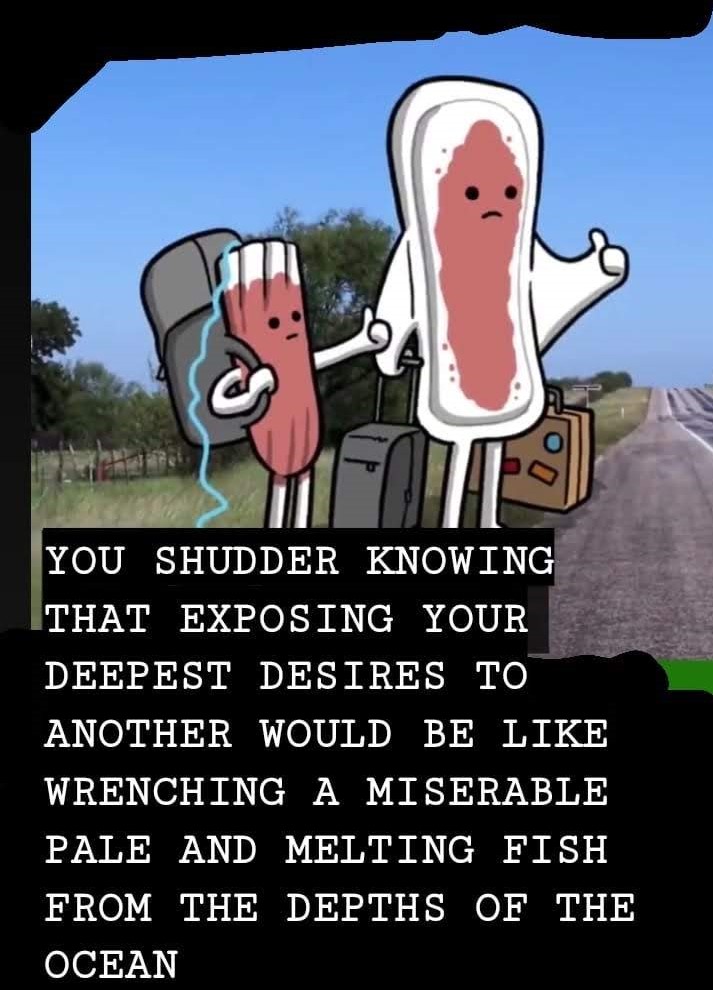 YOU SHUDDER KNOWING
THAT EXPOSING YOUR
DEEPEST DESIRES TO
ANOTHER WOULD BE LIKE
WRENCHING A MISERABLE
PALE AND MELTING FISH
FROM THE DEPTHS OF THE
OCEAN